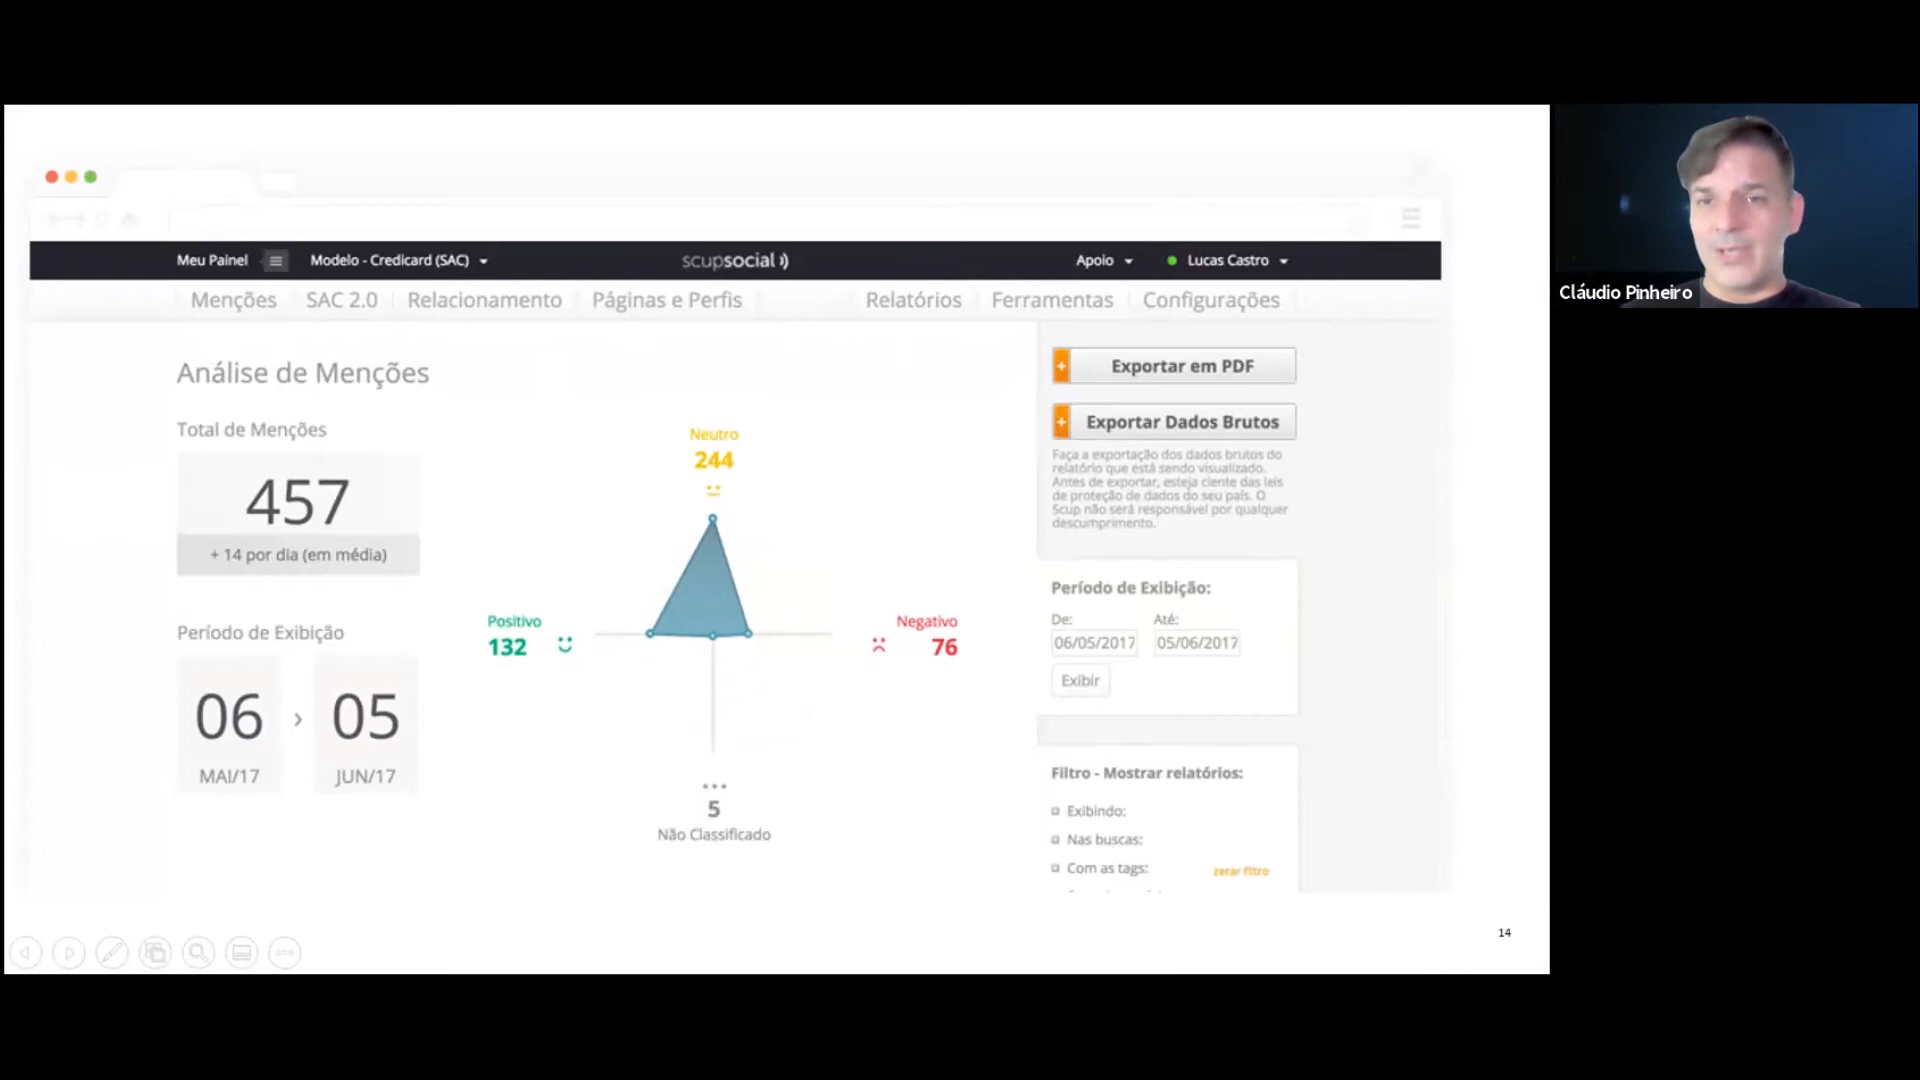 Meu Painel
Modelo - Credicard (SAC)
scupsocial
Apoio
Lucas Castro
Menções
SAC 2.0
Relacionamento
Páginas e Perfis
Relatórios
Ferramentas
Configurações
Análise de Menções
Total de Menções
457
+ 14 por dia (em média)
Período de Exibição
06
MAI/17
›
05
JUN/17
Neutro
244
Positivo
132
Negativo
76
5
Não Classificado
+ Exportar em PDF
+ Exportar Dados Brutos
Faça a exportação dos dados brutos do
relatório que está sendo visualizado.
Antes de exportar, esteja ciente das leis
de proteção de dados do seu país. O
Scup não será responsável por qualquer
descumprimento.
Período de Exibição:
De:
Até:
06/05/2017
05/06/2017
Exibir
Filtro - Mostrar relatórios:
Exibindo:
Nas buscas:
Com as tags:
zerar filtro
14
Cláudio Pinheiro